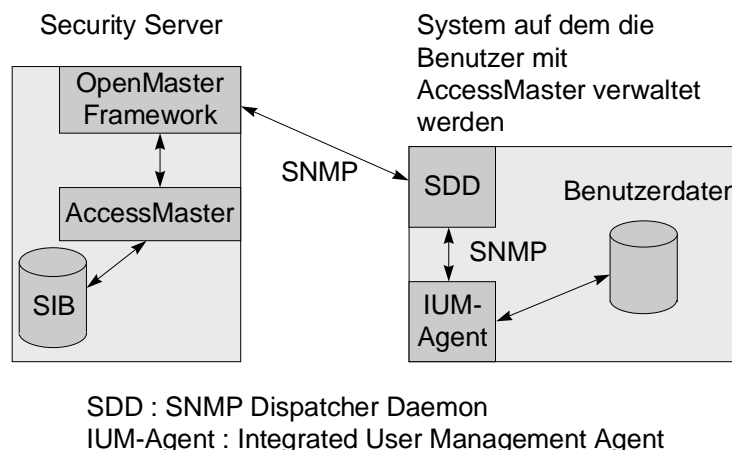 Security Server
OpenMaster
Framework
AccessMaster
SIB
SNMP
System auf dem die
Benutzer mit
AccessMaster verwaltet
werden
SDD
Benutzerdaten
SNMP
IUM-
Agent
SDD : SNMP Dispatcher Daemon
IUM-Agent : Integrated User Management Agent